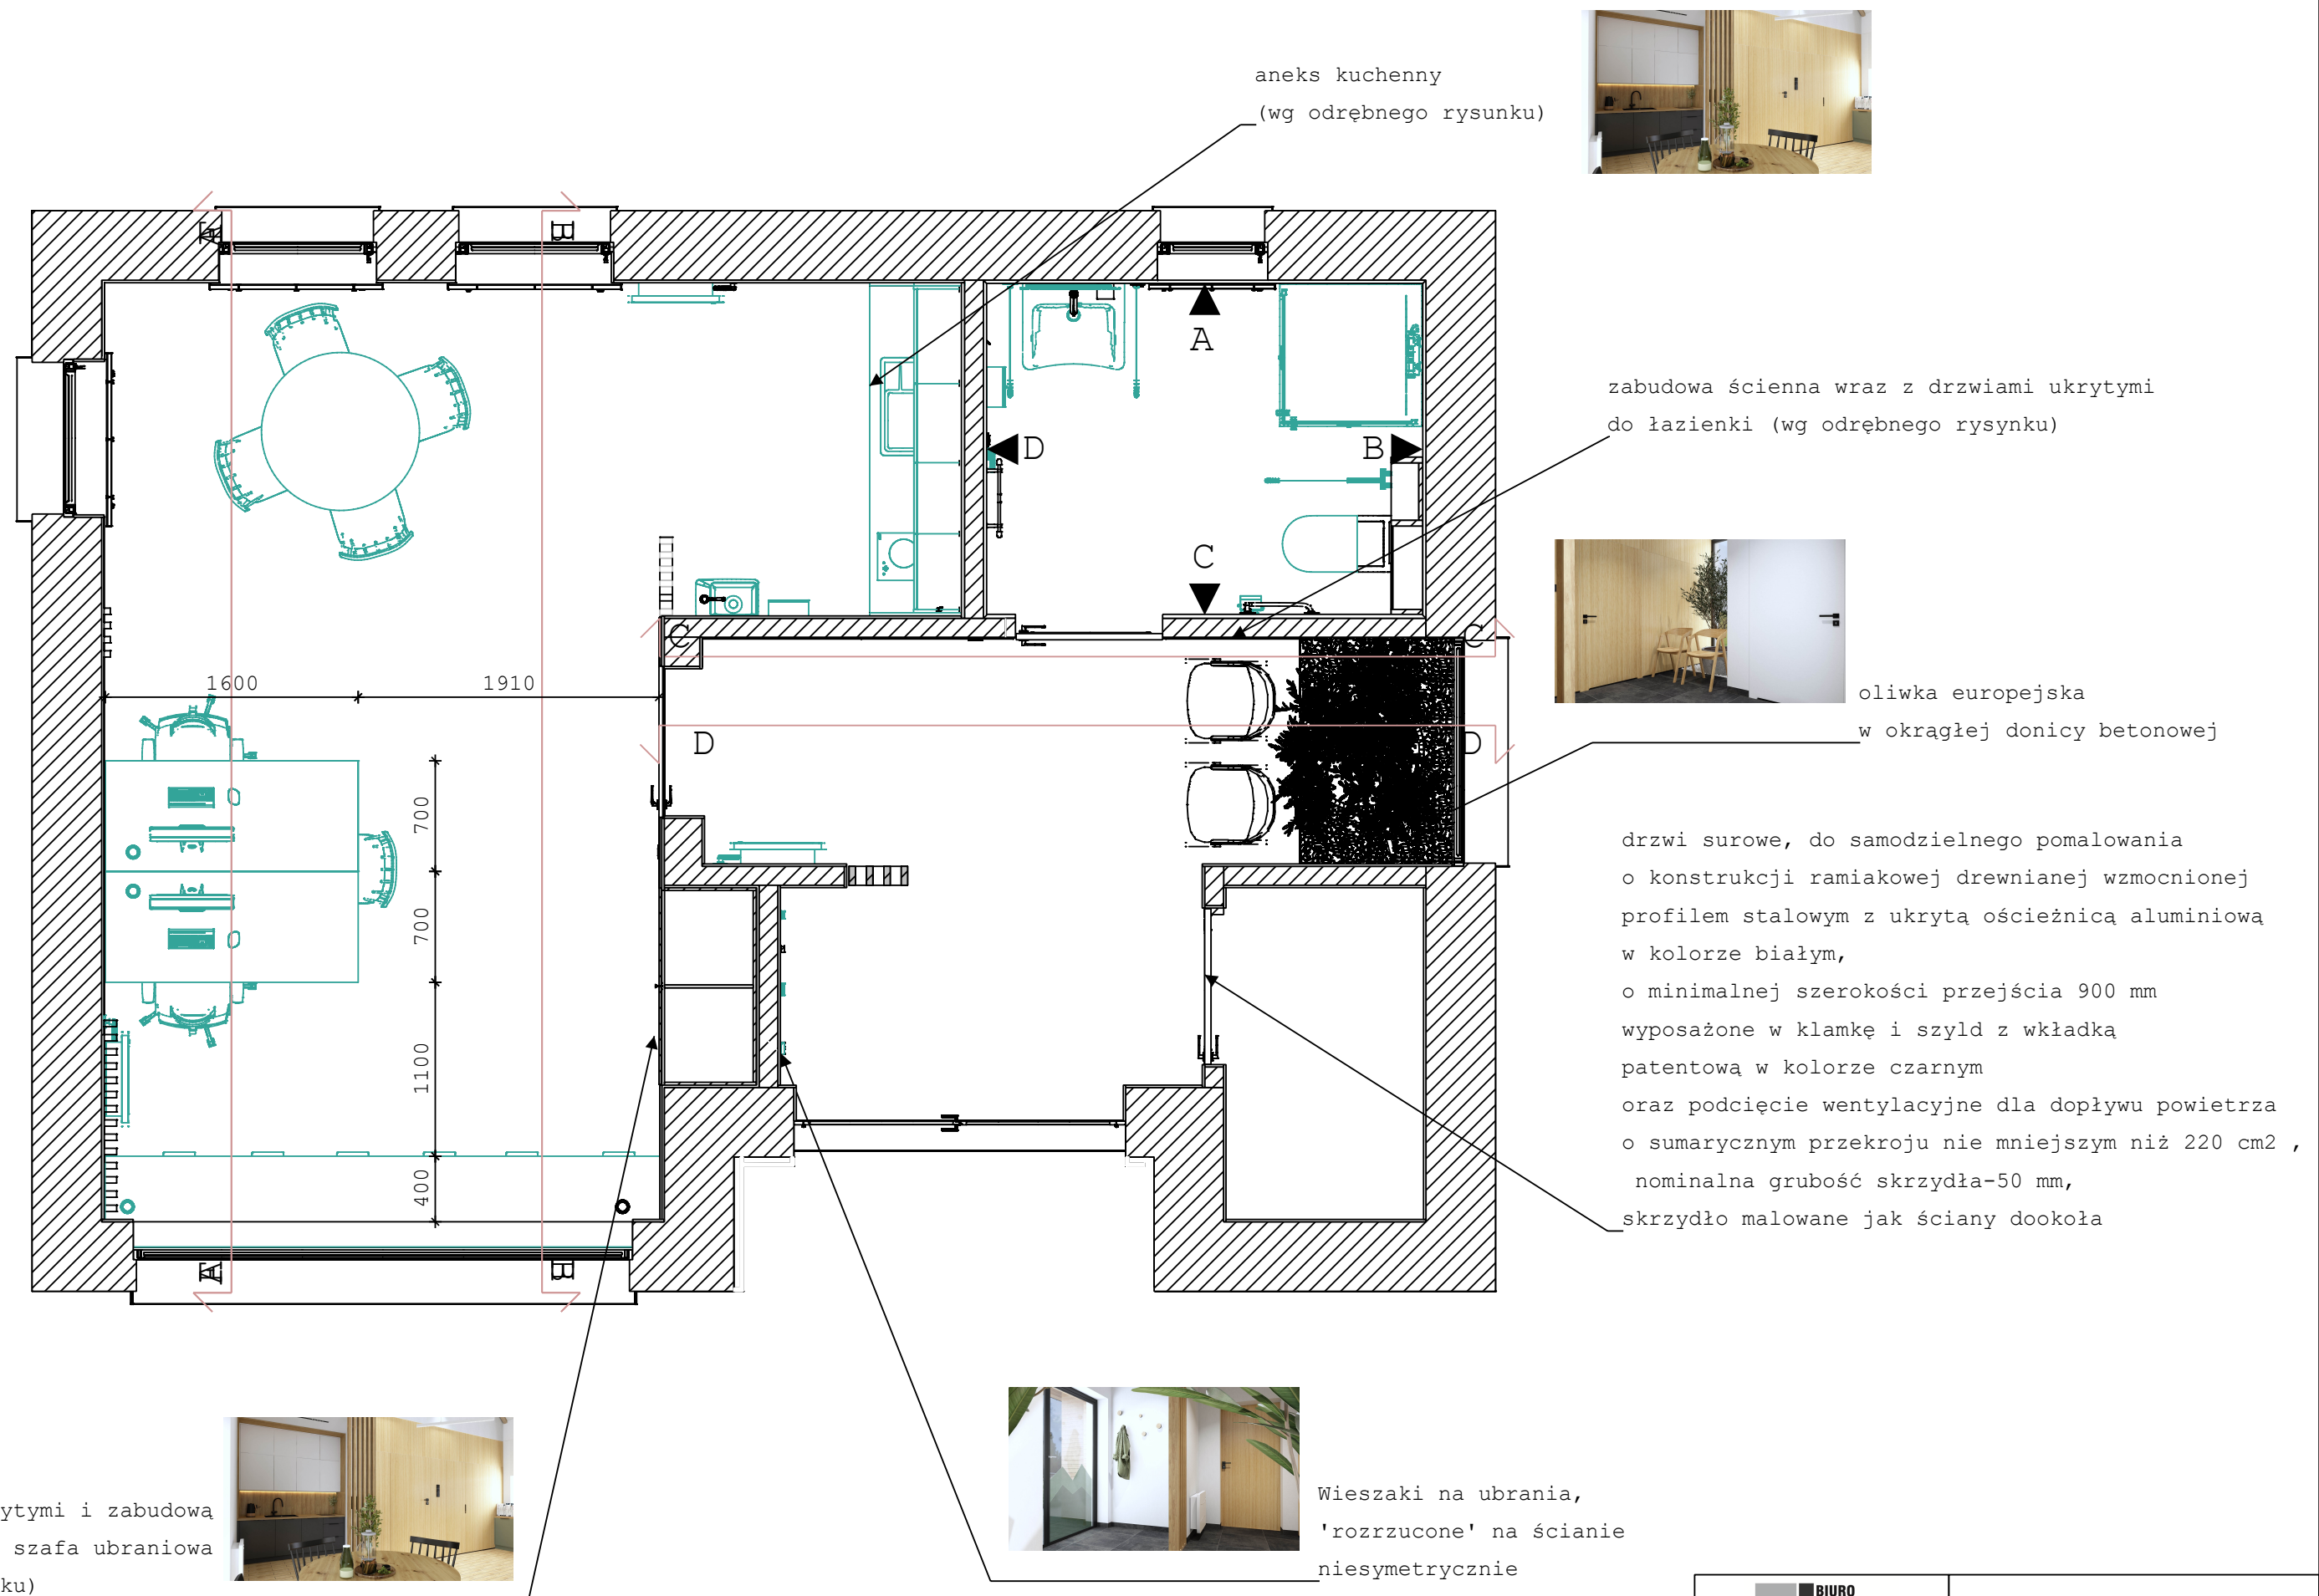 aneks kuchenny
(wg odrębnego rysunku)
A
B
A
D
B
zabudowa ścienna wraz z drzwiami ukrytymi
do łazienki (wg odrębnego rysynku)
C
C
C
1600
1910
oliwka europejska
w okrągłej donicy betonowej
D
D
700
700
1100
400
drzwi surowe, do samodzielnego pomalowania
o konstrukcji ramiakowej drewnianej wzmocnionej
profilem stalowym z ukrytą ościeżnicą aluminiową
w kolorze białym,
o minimalnej szerokości przejścia 900 mm
wyposażone w klamkę i szyld z wkładką
patentową w kolorze czarnym
oraz podcięcie wentylacyjne dla dopływu powietrza
o sumarycznym przekroju nie mniejszym niż 220 cm2 ,
nominalna grubość skrzydła-50 mm,
skrzydło malowane jak ściany dookoła
A
B
ytymi i zabudową
szafa ubraniowa
ku)
Wieszaki na ubrania,
'rozrzucone' na ścianie
niesymetrycznie
BIURO